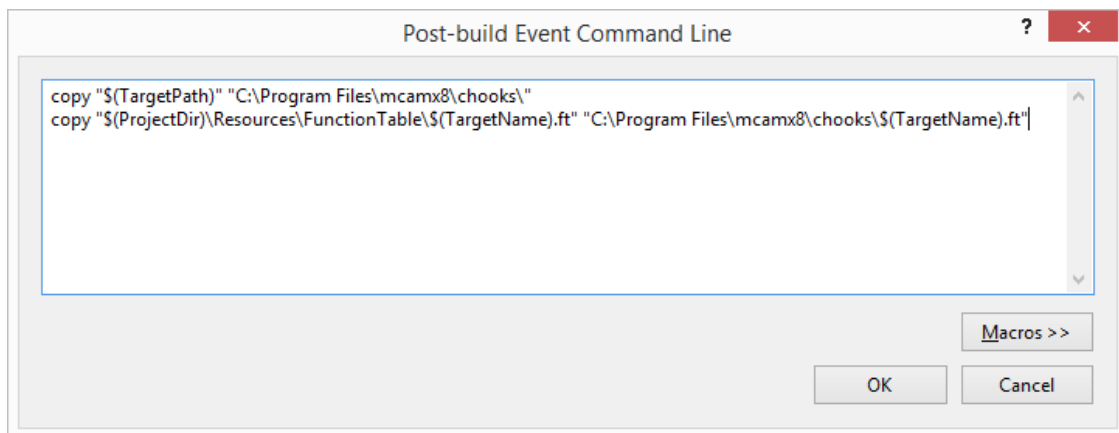 Post-build Event Command Line
?
×
copy "$(TargetPath)" "C:\Program Files\mcamx8\chooks\"
copy "$(ProjectDir)\Resources\FunctionTable\$(TargetName).ft" "C:\Program Files\mcamx8\chooks\$(TargetName).ft"
Macros >>
OK
Cancel